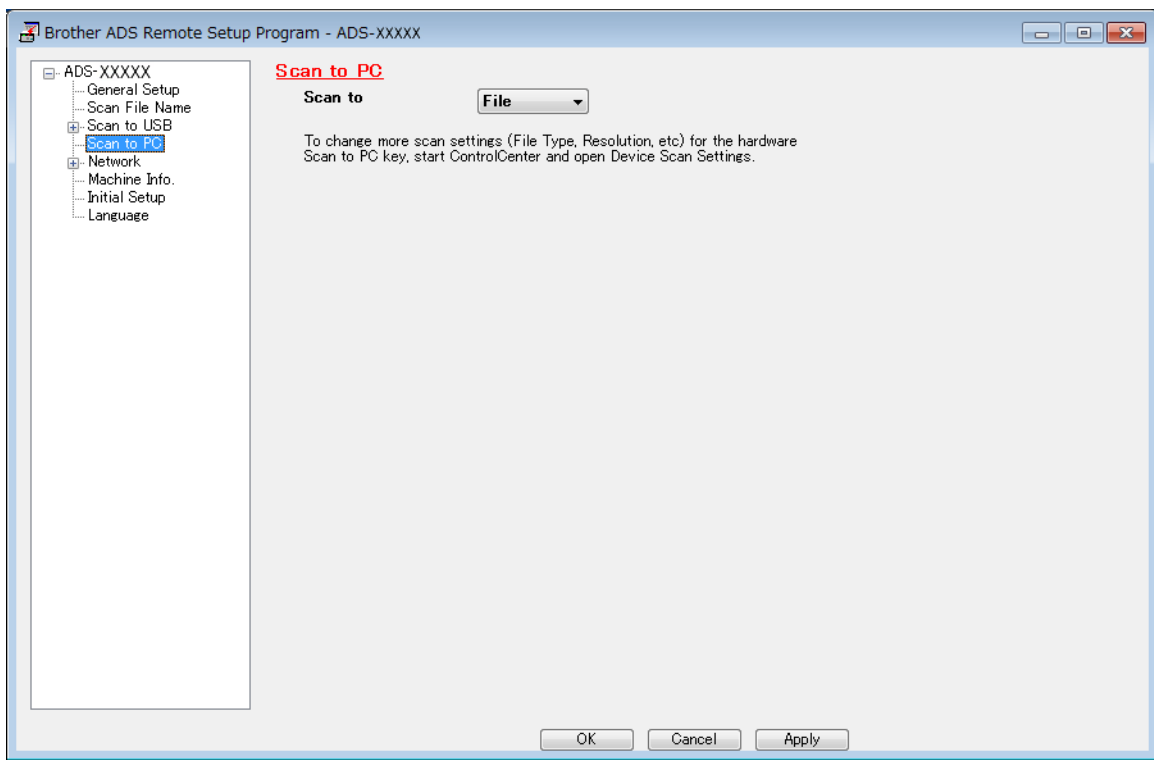 Brother ADS Remote Setup Program - ADS-XXXXX
ADS-XXXXX
General Setup
Scan File Name
Scan to USB
Scan to PC
Network
Machine Info.
Initial Setup
Language
Scan to PC
Scan to File
To change more scan settings (File Type, Resolution, etc) for the hardware
Scan to PC key, start ControlCenter and open Device Scan Settings.
OK Cancel Apply